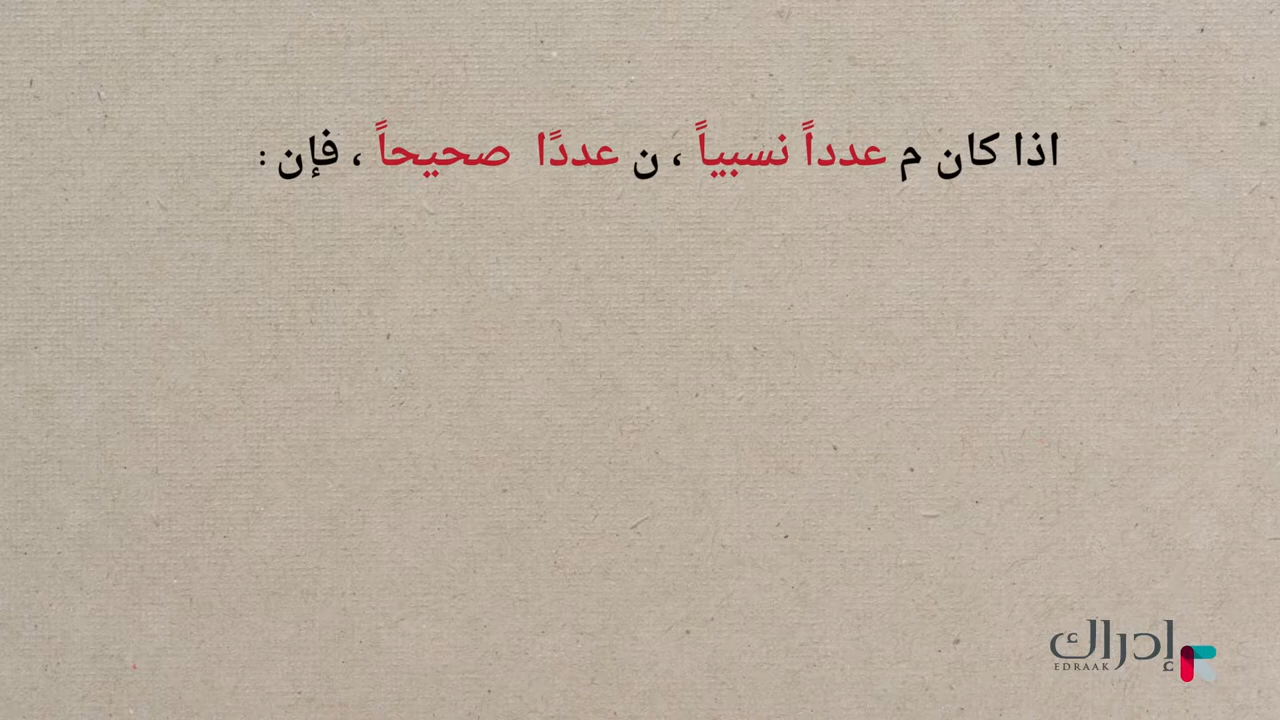 اذا كان م عدداً نسبياً ، ن عددًا صحيحاً ، فإن :
إدراك
EDRAAK